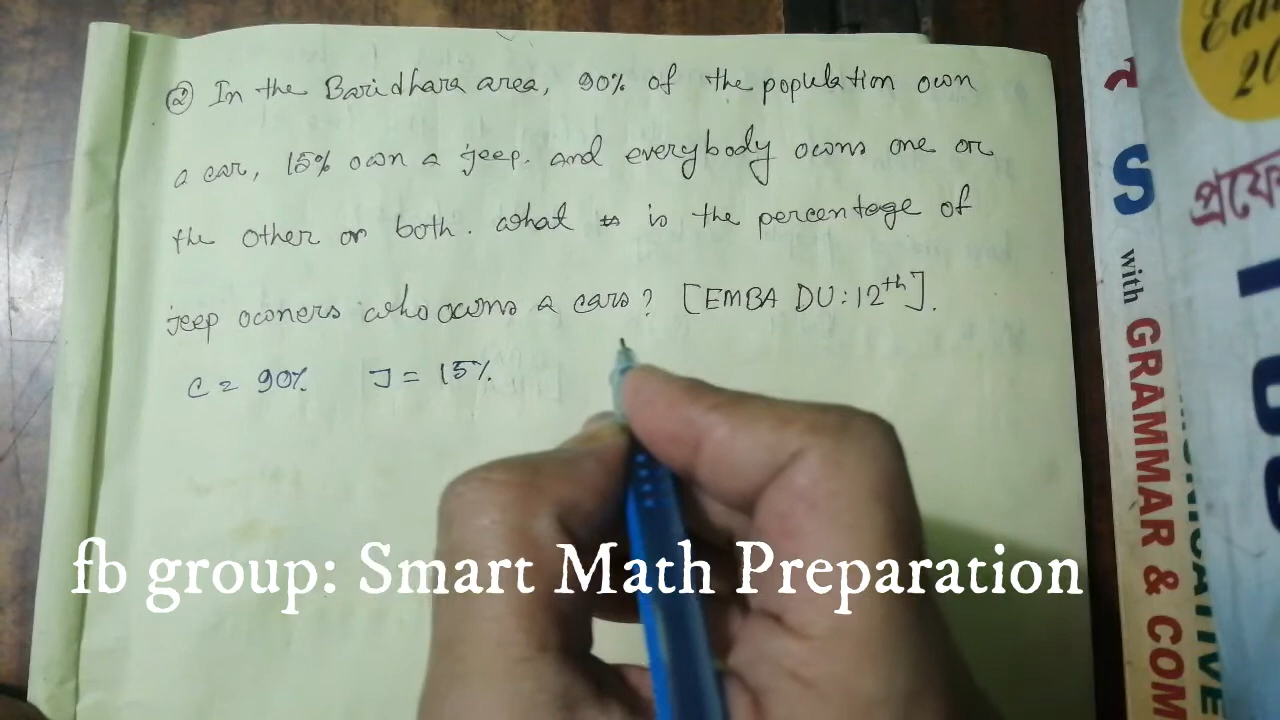 ② In the Baridhara area, 90% of the population own
a car, 15% own a jeep. and everybody owns one or
the other or both. what is the percentage of
jeep owners who owns a cars? [EMBA DU:12th].
C = 90% J = 15%
fb group: Smart Math Preparation
S with GRAMMAR & COM